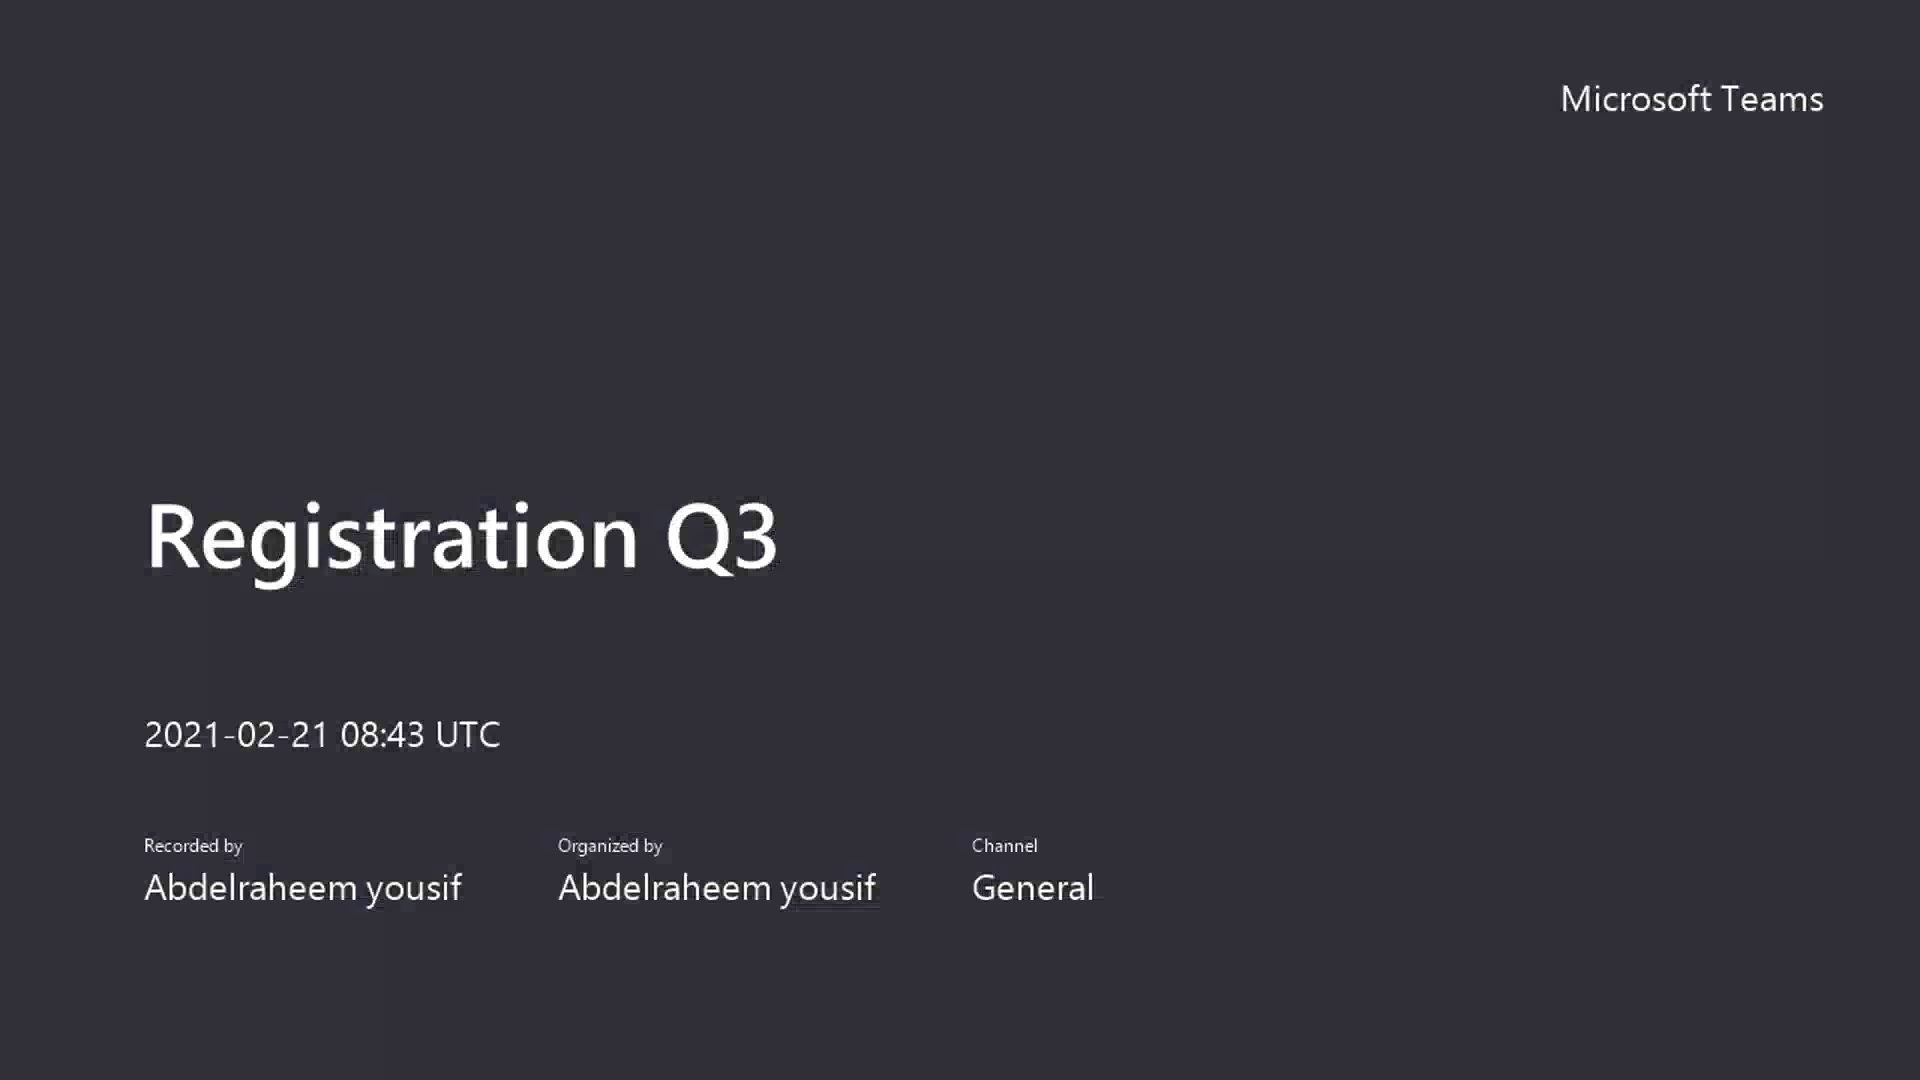 Microsoft Teams
Registration Q3
2021-02-21 08:43 UTC
Recorded by
Abdelraheem yousif
Organized by
Abdelraheem yousif
Channel
General